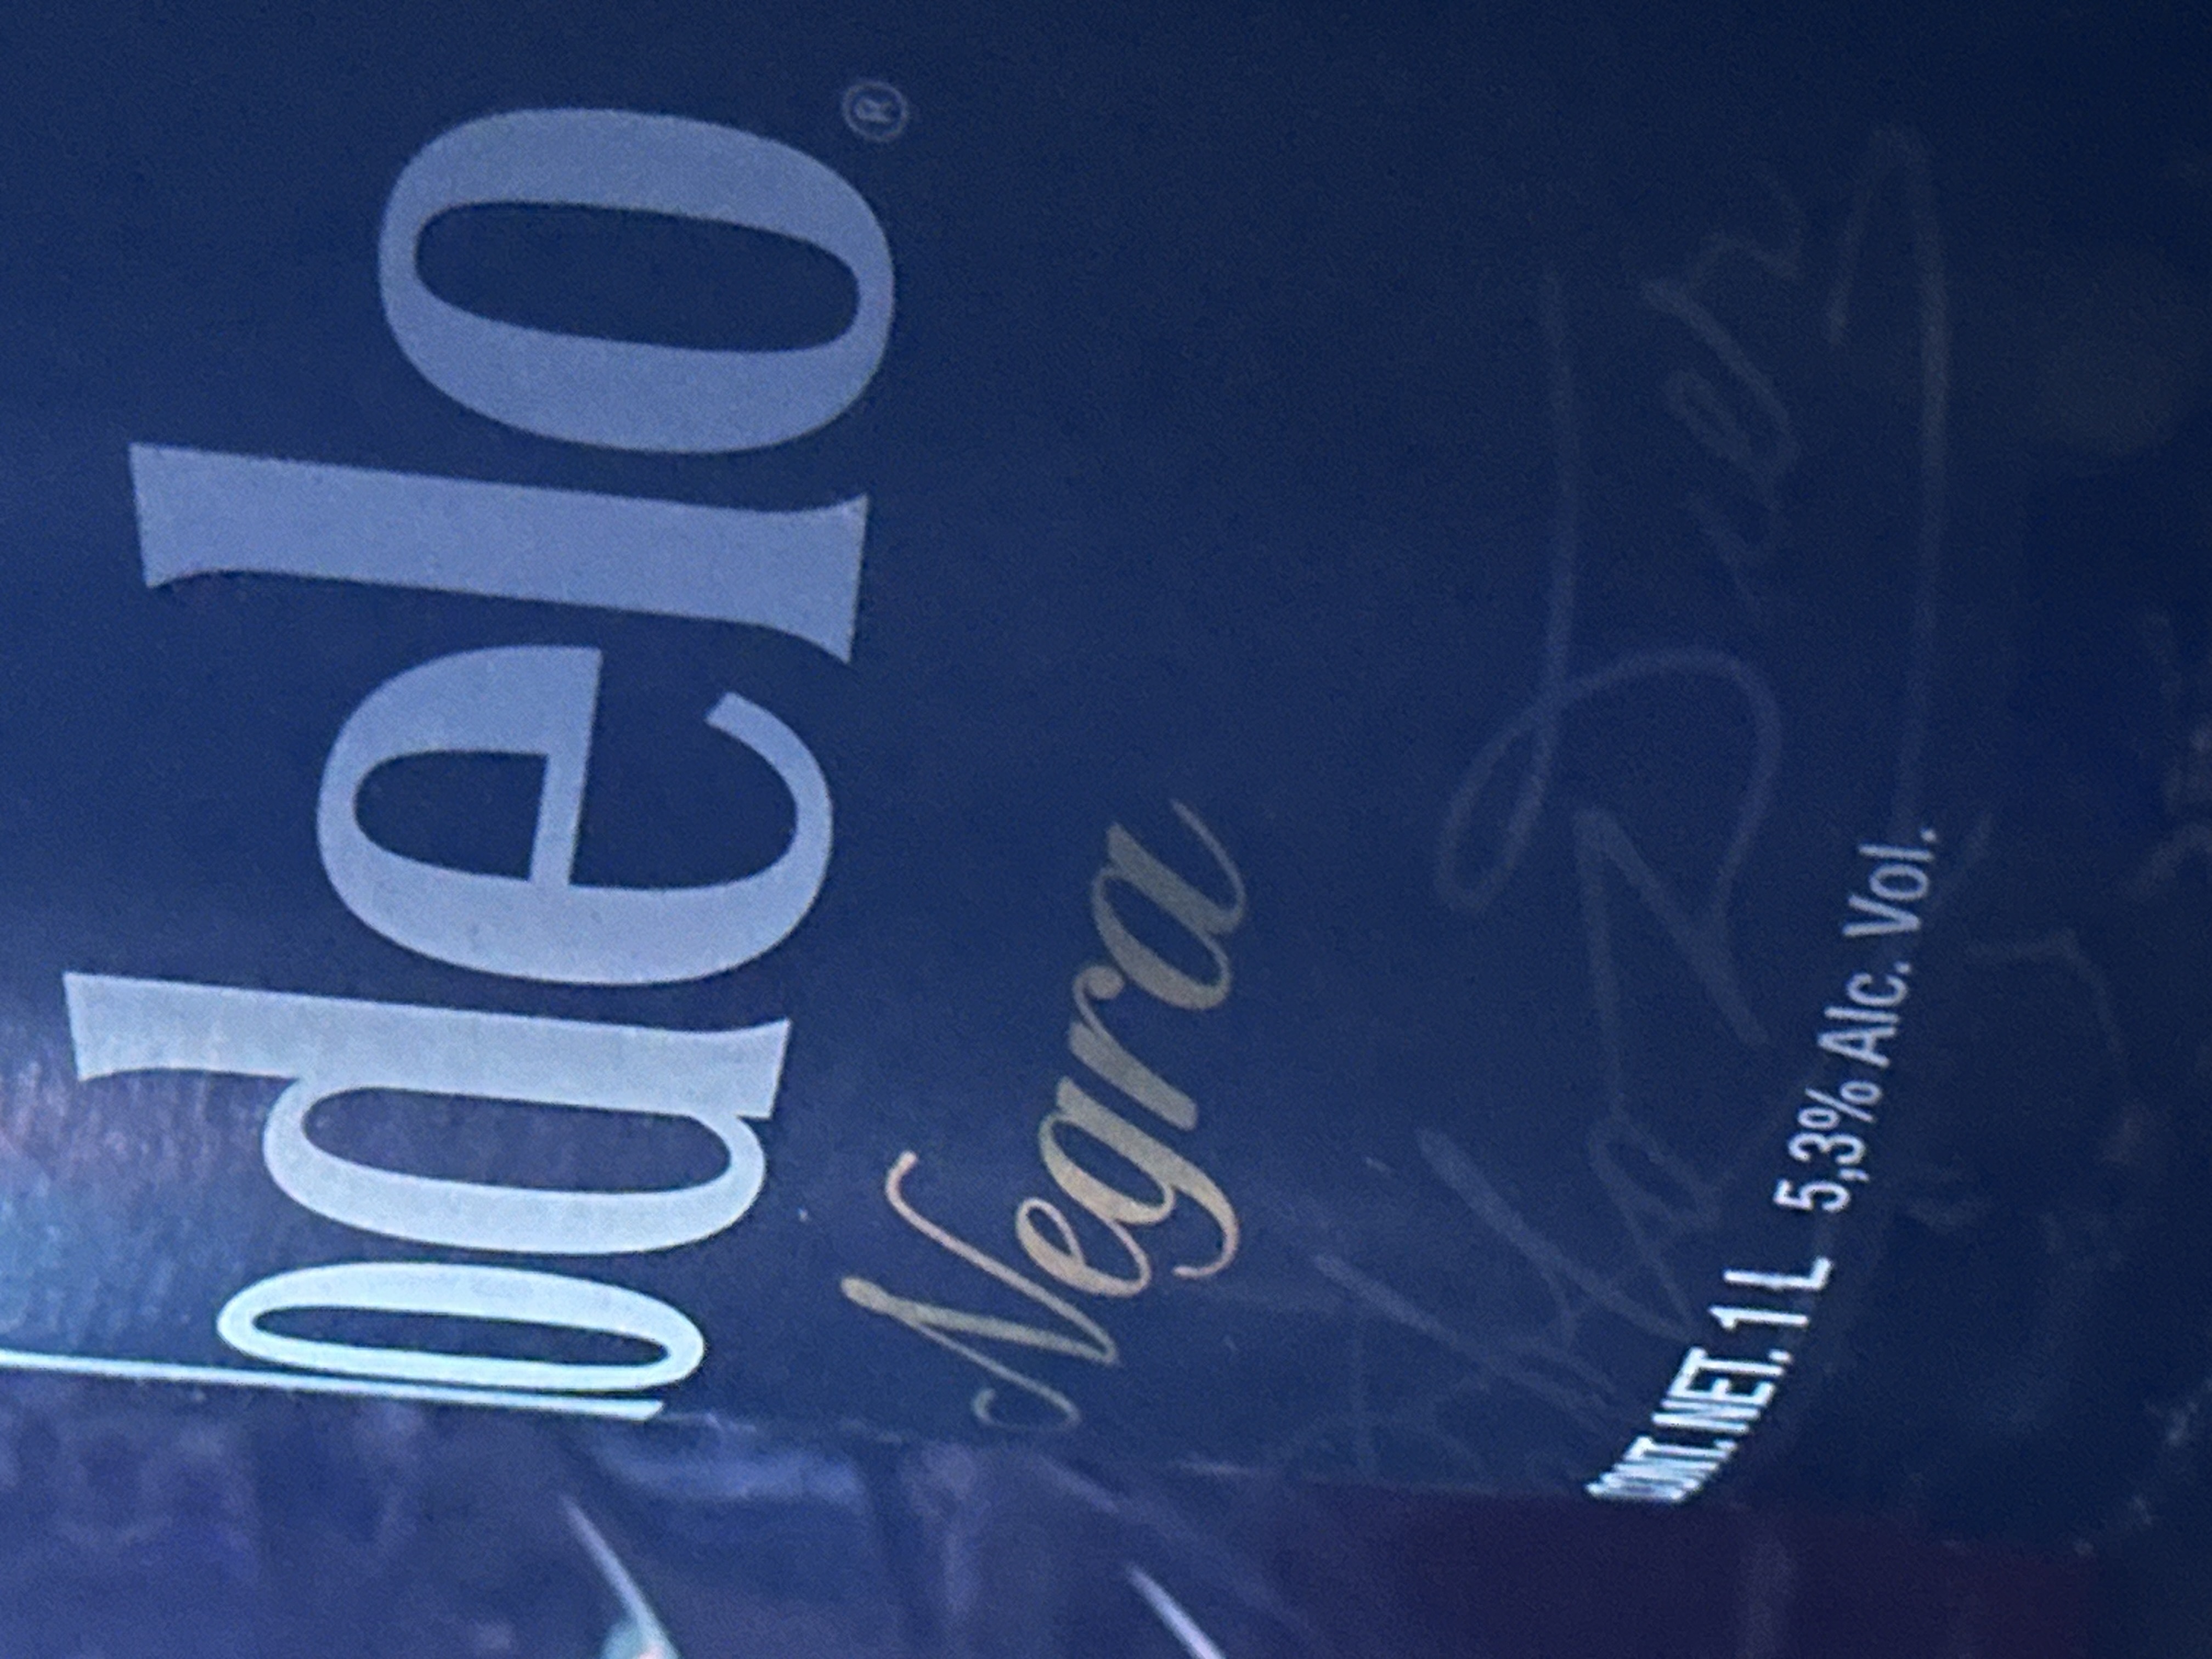 odelo®
Negra
CONT. NET. 1 L 5,3% Alc. Vol.